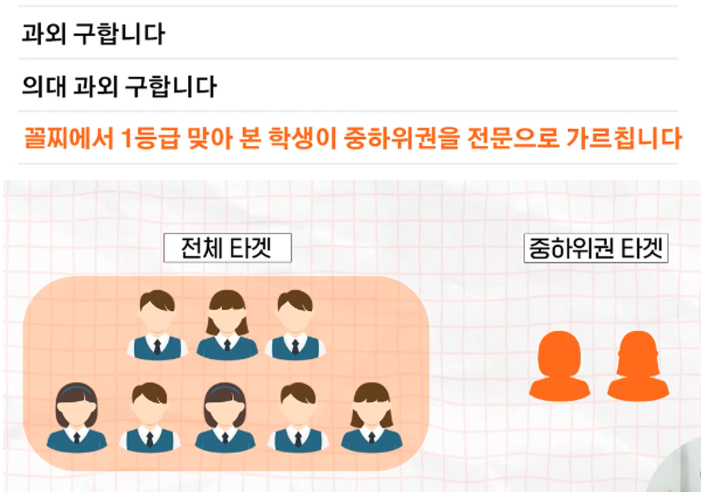 과외 구합니다
의대 과외 구합니다
꼴찌에서 1등급 맞아 본 학생이 중하위권을 전문으로 가르칩니다
전체 타겟
중하위권 타겟